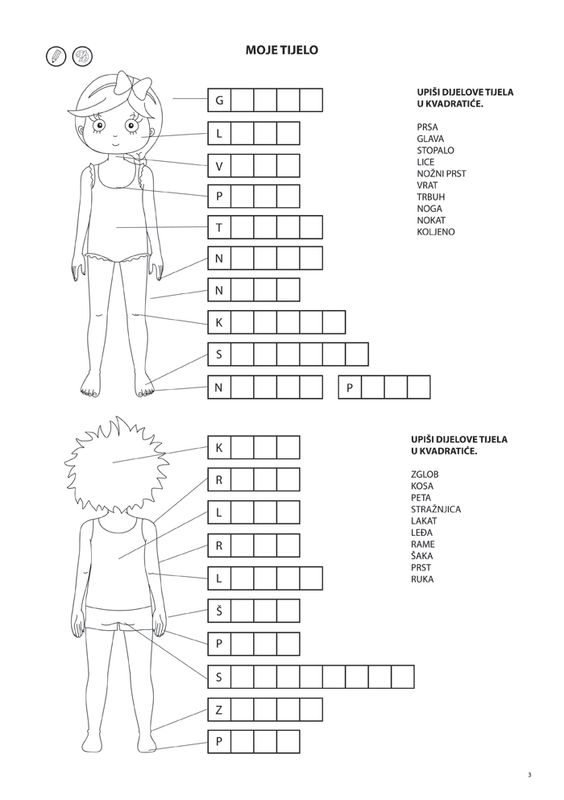 MOJE TIJELO
G
L
V
P
T
N
N
K
S
N P
UPIŠI DIJELOVE TIJELA
U KVADRATIĆE.
PRSA
GLAVA
STOPALO
LICE
NOŽNI PRST
VRAT
TRBUH
NOGA
NOKAT
KOLJENO
K
R
L
R
L
Š
P
S
Z
P
UPIŠI DIJELOVE TIJELA
U KVADRATIĆE.
ZGLOB
KOSA
PETA
STRAŽNJICA
LAKAT
LEĐA
RAME
ŠAKA
PRST
RUKA
3